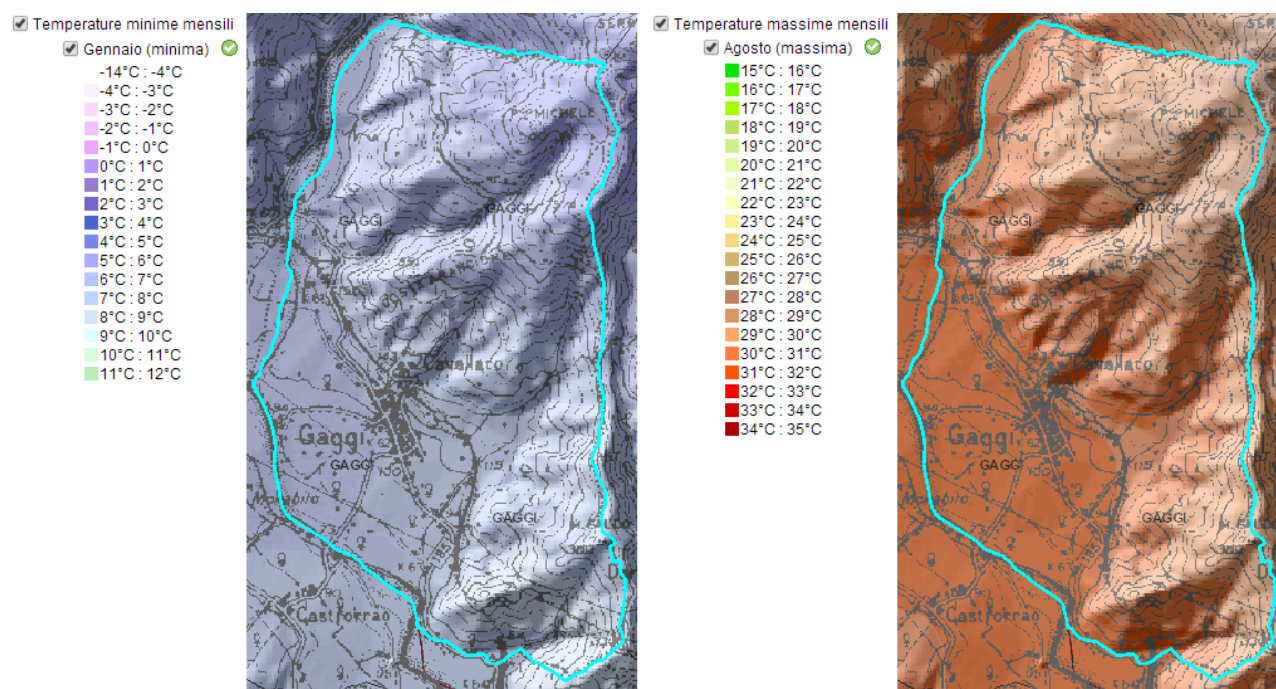 Temperature minime mensili
Gennaio (minima)
-14°C : -4°C
-4°C : -3°C
-3°C : -2°C
-2°C : -1°C
-1°C : 0°C
0°C : 1°C
1°C : 2°C
2°C : 3°C
3°C : 4°C
4°C : 5°C
5°C : 6°C
6°C : 7°C
7°C : 8°C
8°C : 9°C
9°C : 10°C
10°C : 11°C
11°C : 12°C
MICHELE
GAGGI
GAGGI
Gaggi
GAGGI
GAGGI
Temperature massime mensili
Agosto (massima)
15°C : 16°C
16°C : 17°C
17°C : 18°C
18°C : 19°C
19°C : 20°C
20°C : 21°C
21°C : 22°C
22°C : 23°C
23°C : 24°C
24°C : 25°C
25°C : 26°C
26°C : 27°C
27°C : 28°C
28°C : 29°C
29°C : 30°C
30°C : 31°C
31°C : 32°C
32°C : 33°C
33°C : 34°C
34°C : 35°C
MICHELE
GAGGI
GAGGI
Gaggi
GAGGI
GAGGI